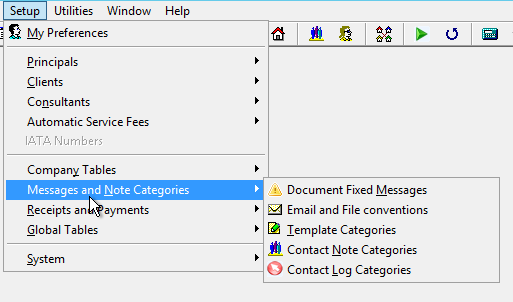 Setup Utilities Window Help
My Preferences
Principals
Clients
Consultants
Automatic Service Fees
IATA Numbers
Company Tables
Messages and Note Categories
Receipts and Payments
Global Tables
System
Document Fixed Messages
Email and File conventions
Template Categories
Contact Note Categories
Contact Log Categories